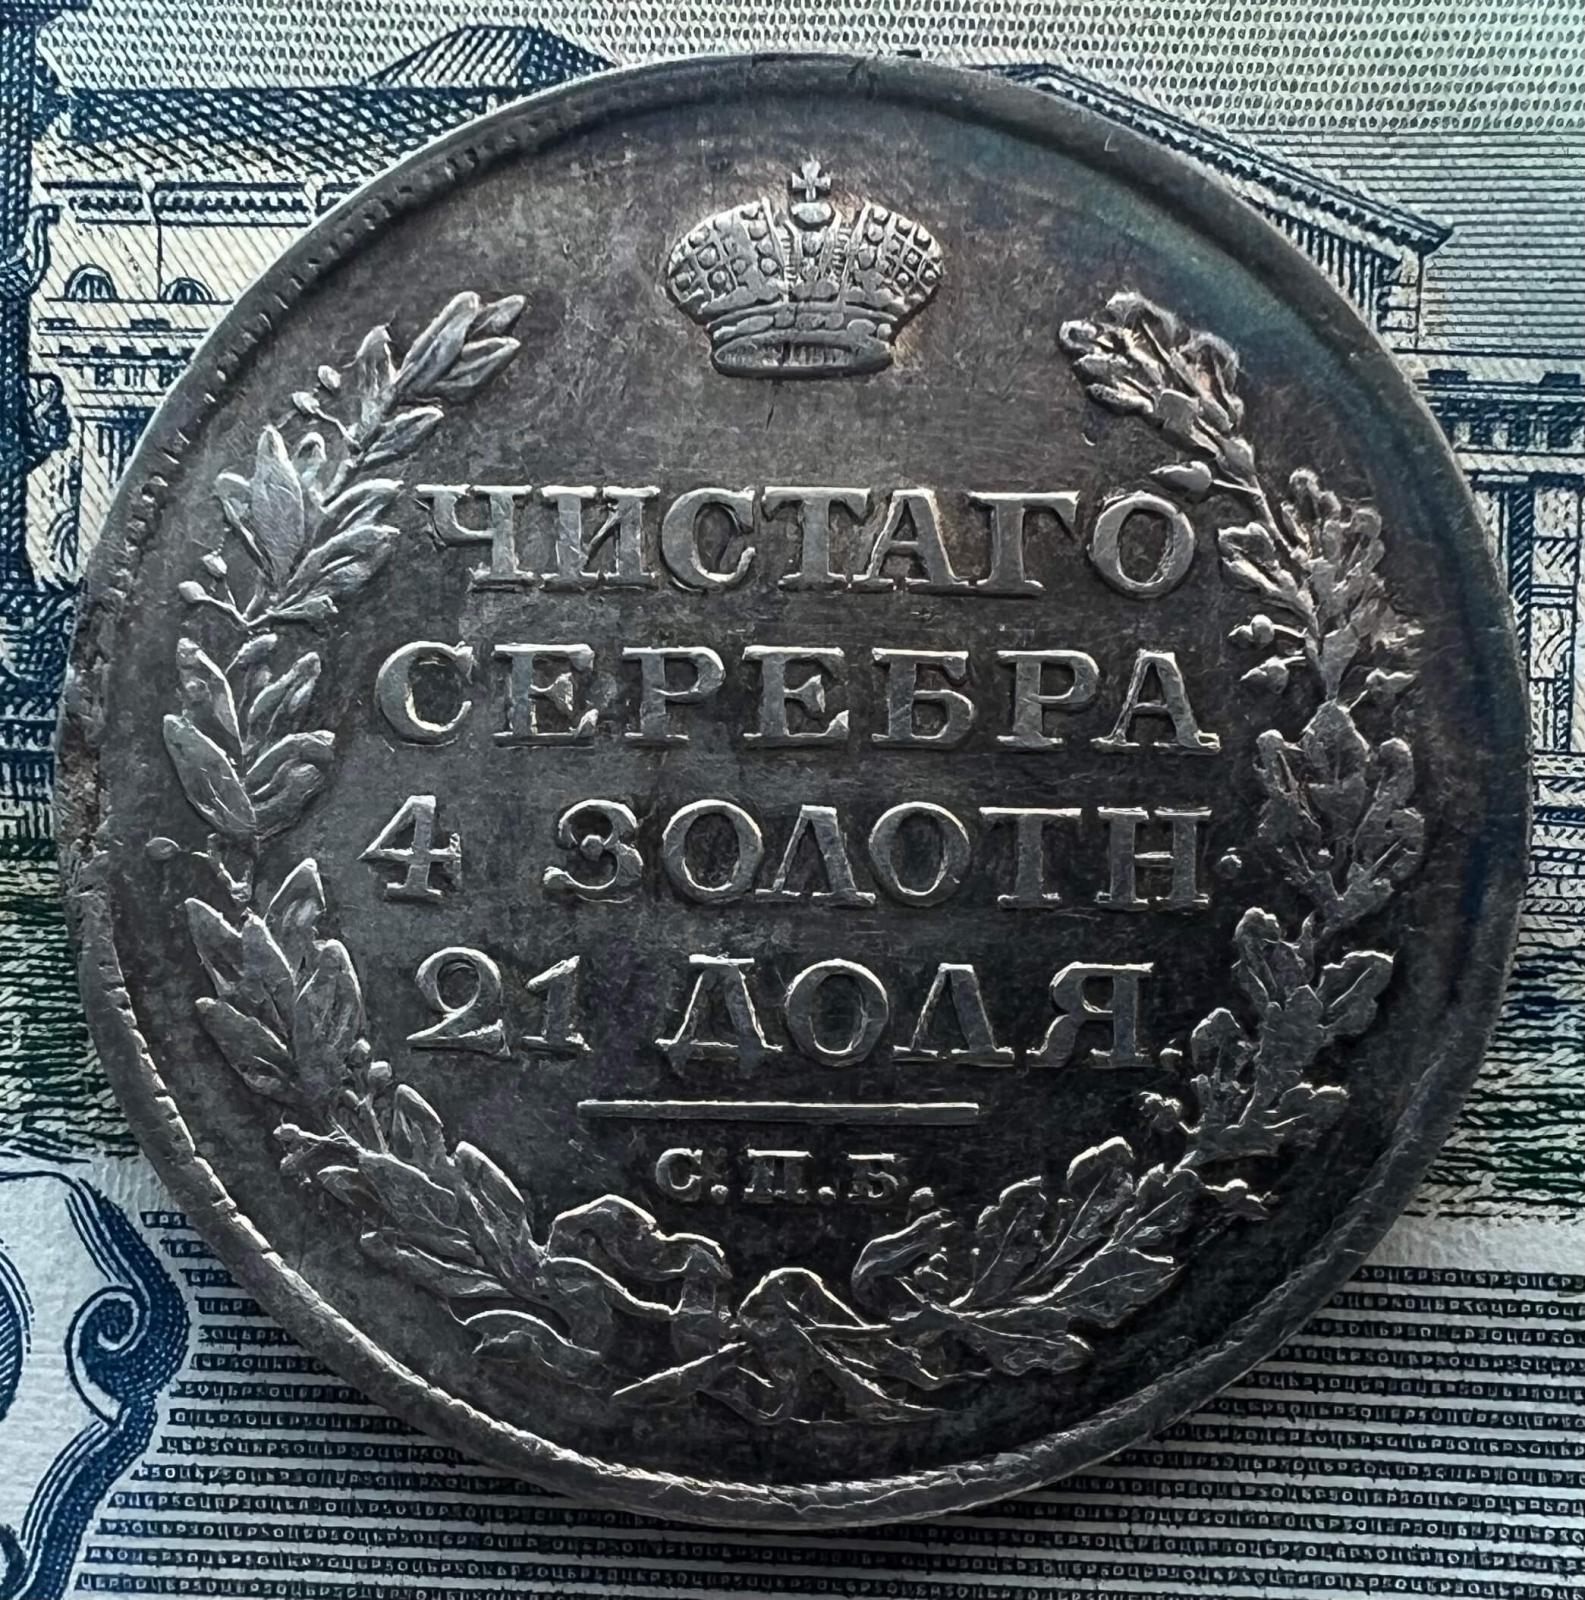 ЧИСТАГО
СЕРЕБРА
4 ЗОЛОТН.
21 ДОЛЯ.
С.П.Б.